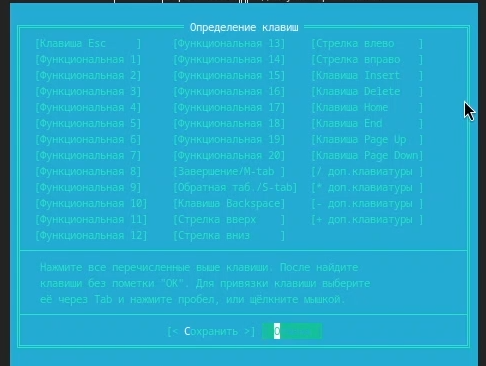 Определение клавиш
[Клавиша Esc     ] [Функциональная 13] [Стрелка влево    ]
[Функциональная 1] [Функциональная 14] [Стрелка вправо   ]
[Функциональная 2] [Функциональная 15] [Клавиша Insert   ]
[Функциональная 3] [Функциональная 16] [Клавиша Delete   ]
[Функциональная 4] [Функциональная 17] [Клавиша Home     ]
[Функциональная 5] [Функциональная 18] [Клавиша End      ]
[Функциональная 6] [Функциональная 19] [Клавиша Page Up  ]
[Функциональная 7] [Функциональная 20] [Клавиша Page Down]
[Функциональная 8] [Завершение/M-tab ] [/ доп.клавиатуры ]
[Функциональная 9] [Обратная таб./S-tab] [* доп.клавиатуры ]
[Функциональная 10] [Клавиша Backspace] [- доп.клавиатуры ]
[Функциональная 11] [Стрелка вверх    ] [+ доп.клавиатуры ]
[Функциональная 12] [Стрелка вниз     ]
Нажмите все перечисленные выше клавиши. После найдите
клавиши без пометки "ОК". Для привязки клавиши выберите
её через Tab и нажмите пробел, или щёлкните мышкой.
[< Сохранить >]